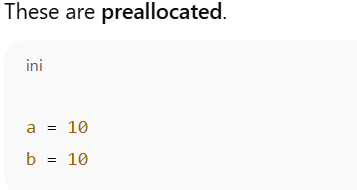 These are preallocated.
ini
a = 10
b = 10